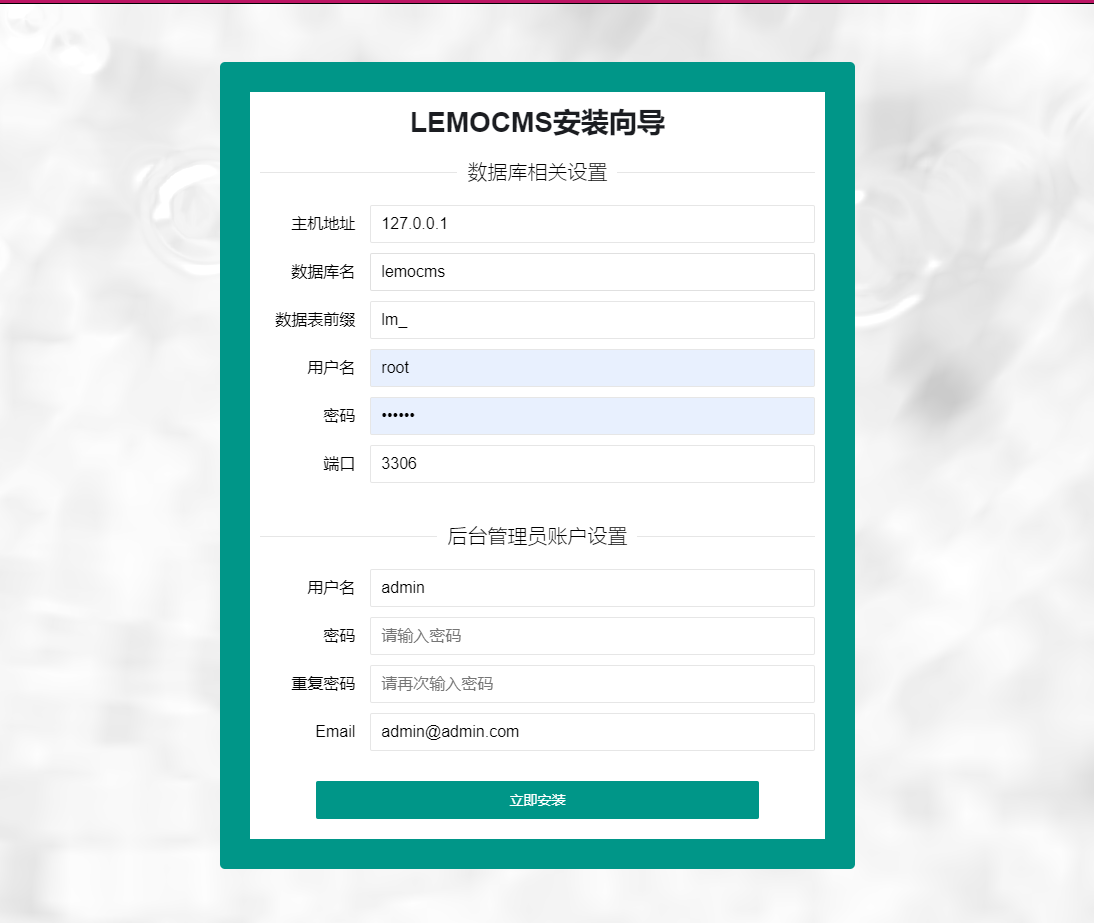 LEMOCMS安装向导
数据库相关设置
主机地址 127.0.0.1
数据库名 lemocms
数据表前缀 lm_
用户名 root
密码 ••••••
端口 3306
后台管理员账户设置
用户名 admin
密码 请输入密码
重复密码 请再次输入密码
Email admin@admin.com
立即安装